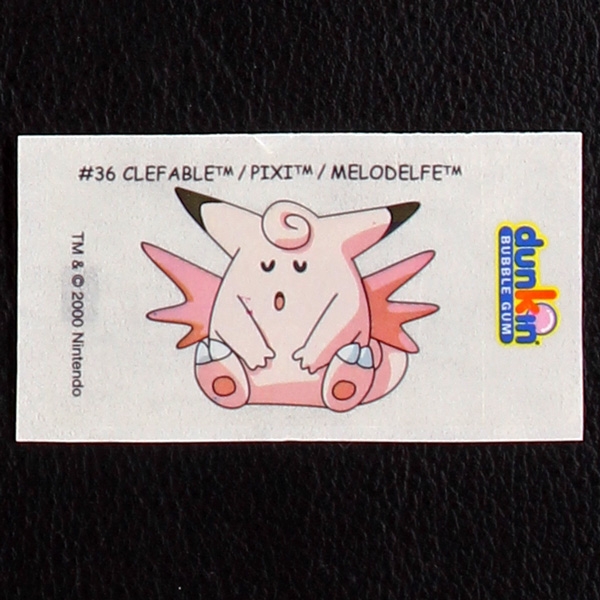 #36 CLEFABLE™ / PIXI™ / MELODELFE™
TM & © 2000 Nintendo
dunkin
BUBBLE GUM